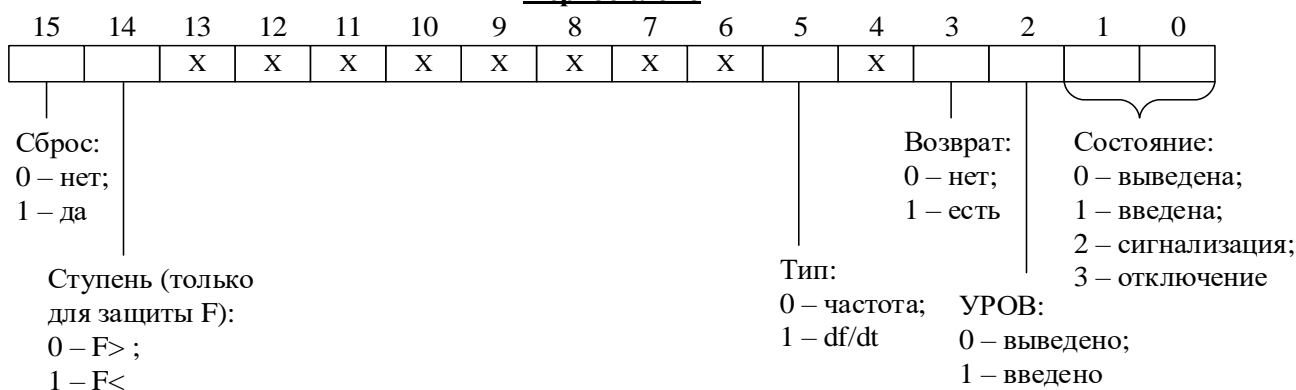 15 14 13 12 11 10 9 8 7 6 5 4 3 2 1 0
X X X X X X X X X
Сброс:
0 – нет;
1 – да
Ступень (только
для защиты F):
0 – F> ;
1 – F<
Тип:
0 – частота;
1 – df/dt
Возврат:
0 – нет;
1 – есть
УРОВ:
0 – выведено;
1 – введено
Состояние:
0 – выведена;
1 – введена;
2 – сигнализация;
3 – отключение